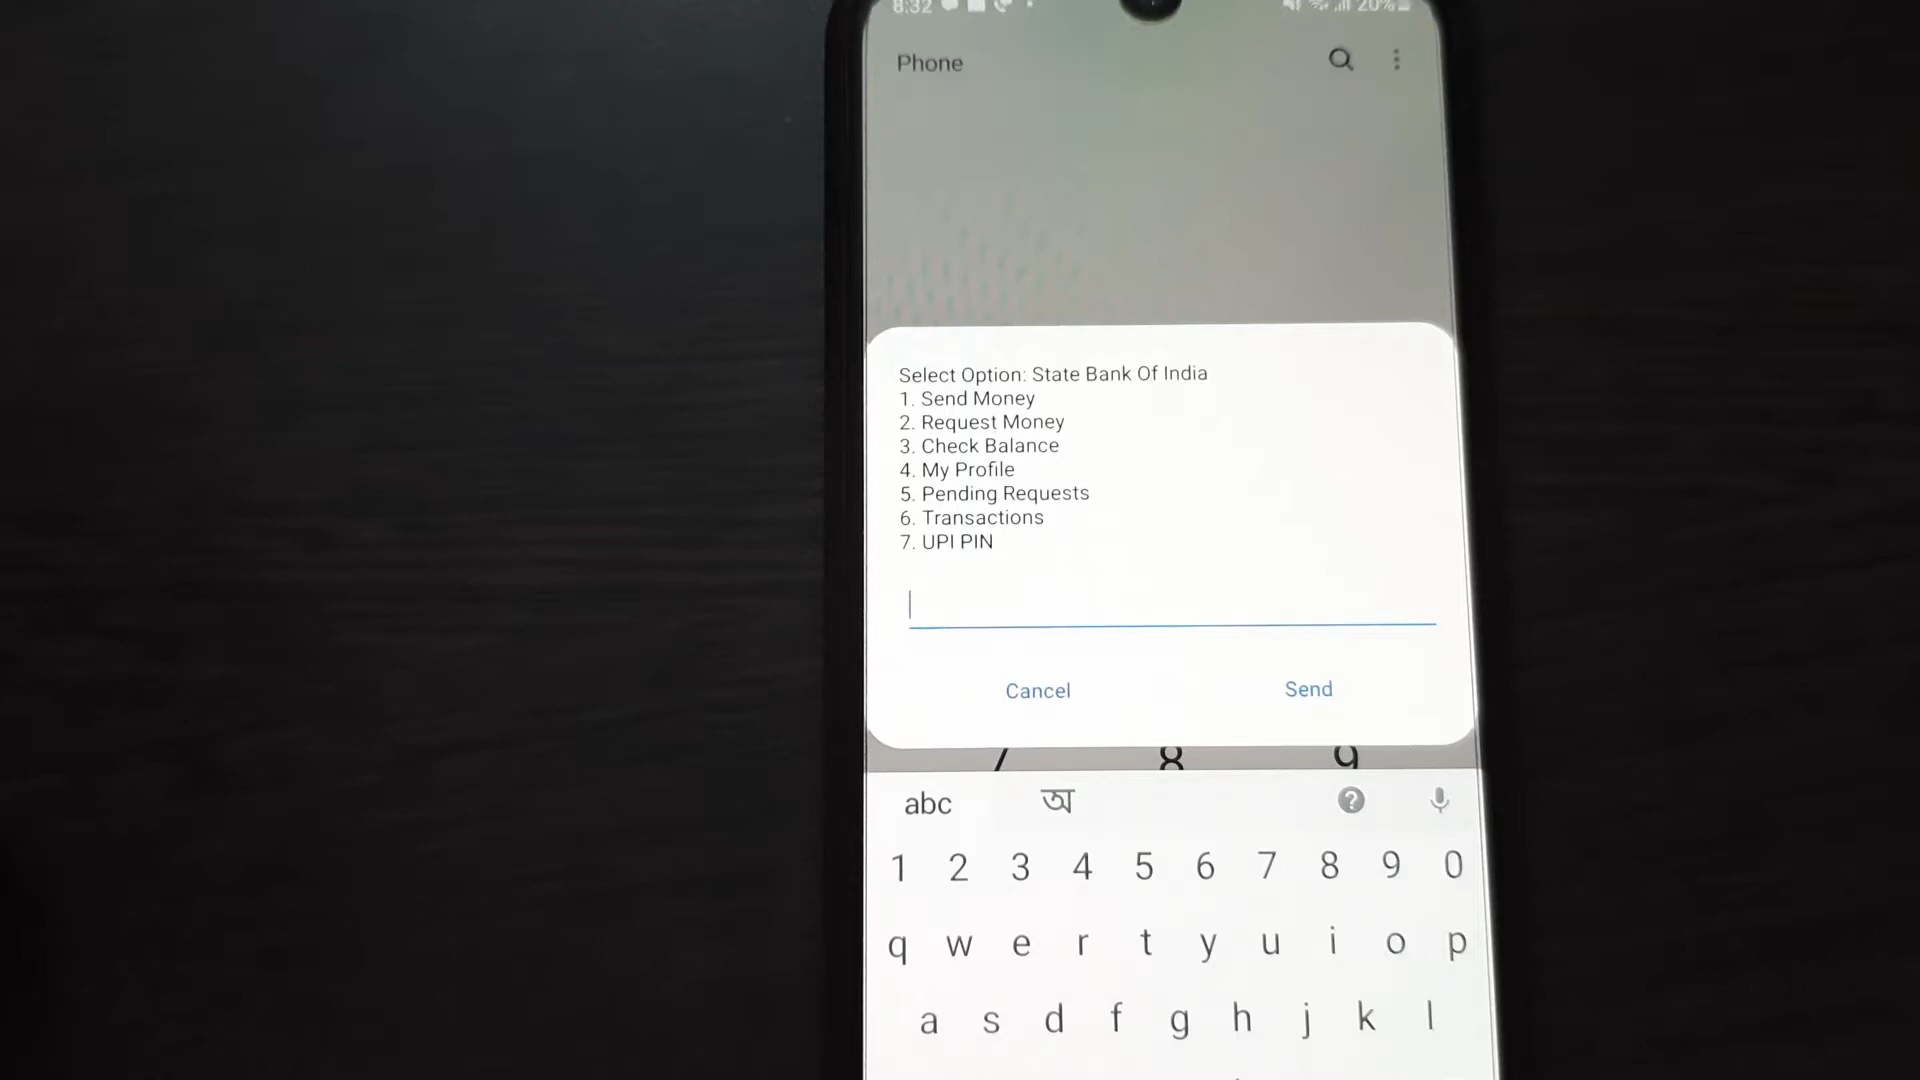 8:32 20%
Phone
Select Option: State Bank Of India
1. Send Money
2. Request Money
3. Check Balance
4. My Profile
5. Pending Requests
6. Transactions
7. UPI PIN
Cancel Send
7 8 9
abc অ ?
1 2 3 4 5 6 7 8 9 0
q w e r t y u i o p
a s d f g h j k l